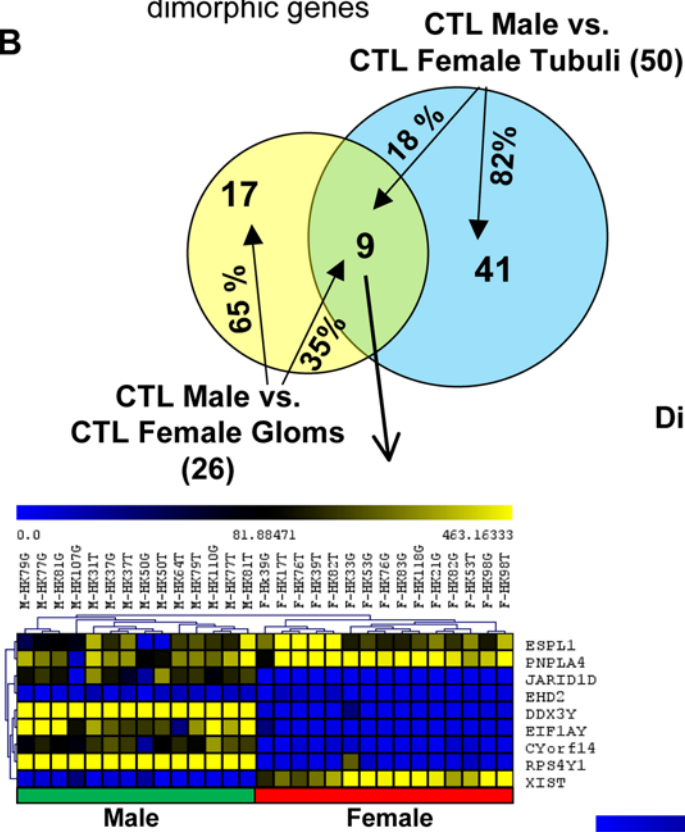 dimorphic genes
B
CTL Male vs.
CTL Female Tubuli (50)
18 %
82%
17
9
41
65 %
35%
CTL Male vs.
CTL Female Gloms
(26)
Di
0.0 81.88471 463.16333
M-HK79G
M-HK77G
M-HK81G
M-HK107G
M-HK31T
M-HK37G
M-HK37T
M-HK50G
M-HK50T
M-HK64T
M-HK79T
M-HK110G
M-HK77T
M-HK81T
F-HK39G
F-HK17T
F-HK76T
F-HK39T
F-HK82T
F-HK33G
F-HK53G
F-HK76G
F-HK83G
F-HK118G
F-HK21G
F-HK82G
F-HK53T
F-HK98G
F-HK98T
ESPL1
PNPLA4
JARID1D
EHD2
DDX3Y
EIF1AY
CYorf14
RPS4Y1
XIST
Male Female